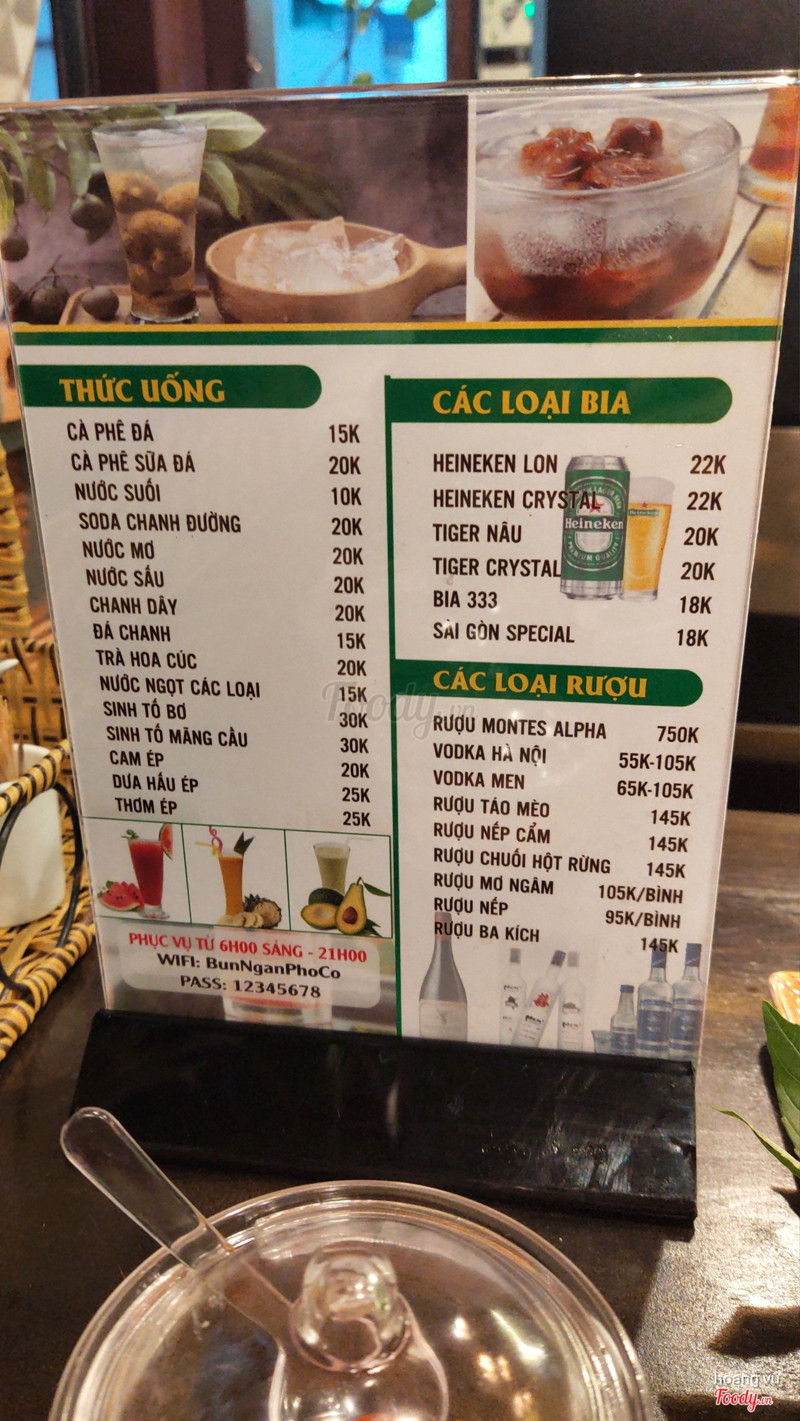 THỨC UỐNG
CÀ PHÊ ĐÁ 15K
CÀ PHÊ SỮA ĐÁ 20K
NƯỚC SUỐI 10K
SODA CHANH ĐƯỜNG 20K
NƯỚC MƠ 20K
NƯỚC SẤU 20K
CHANH DÂY 20K
ĐÁ CHANH 15K
TRÀ HOA CÚC 20K
NƯỚC NGỌT CÁC LOẠI 15K
SINH TỐ BƠ 30K
SINH TỐ MÃNG CẦU 30K
CAM ÉP 20K
DƯA HẤU ÉP 25K
THƠM ÉP 25K
PHỤC VỤ TỪ 6H00 SÁNG - 21H00
WIFI: BunNganPhoCo
PASS: 12345678
CÁC LOẠI BIA
HEINEKEN LON 22K
HEINEKEN CRYSTAL 22K
TIGER NÂU 20K
TIGER CRYSTAL 20K
BIA 333 18K
SÀI GÒN SPECIAL 18K
Heineken
CÁC LOẠI RƯỢU
RƯỢU MONTES ALPHA 750K
VODKA HÀ NỘI 55K-105K
VODKA MEN 65K-105K
RƯỢU TÁO MÈO 145K
RƯỢU NẾP CẨM 145K
RƯỢU CHUỐI HỘT RỪNG 145K
RƯỢU MƠ NGÂM 105K/BÌNH
RƯỢU NẾP 95K/BÌNH
RƯỢU BA KÍCH 145K
Foody.vn
hoang vu
Foody.vn